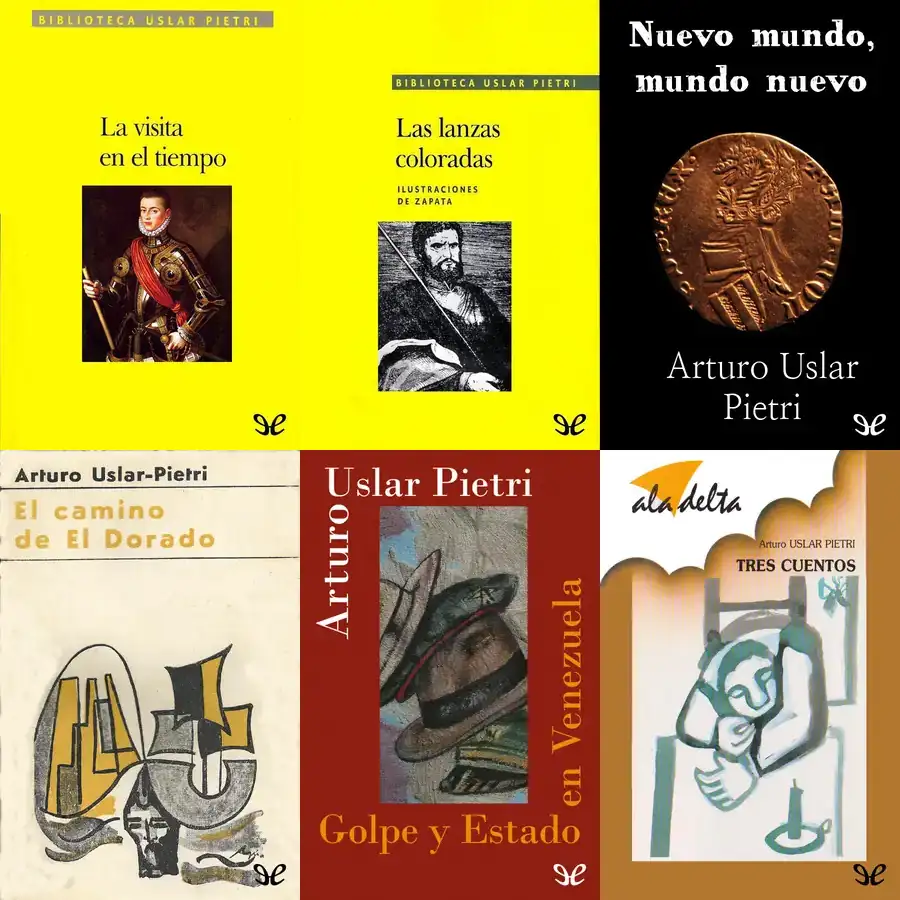 BIBLIOTECA USLAR PIETRI
La visita
en el tiempo
BIBLIOTECA USLAR PIETRI
Las lanzas
coloradas
ILUSTRACIONES
DE ZAPATA
Nuevo mundo,
mundo nuevo
Arturo Uslar
Pietri
Arturo Uslar-Pietri
El camino
de El Dorado
Arturo
Uslar Pietri
Golpe y Estado
en Venezuela
ala delta
Arturo USLAR PIETRI
TRES CUENTOS